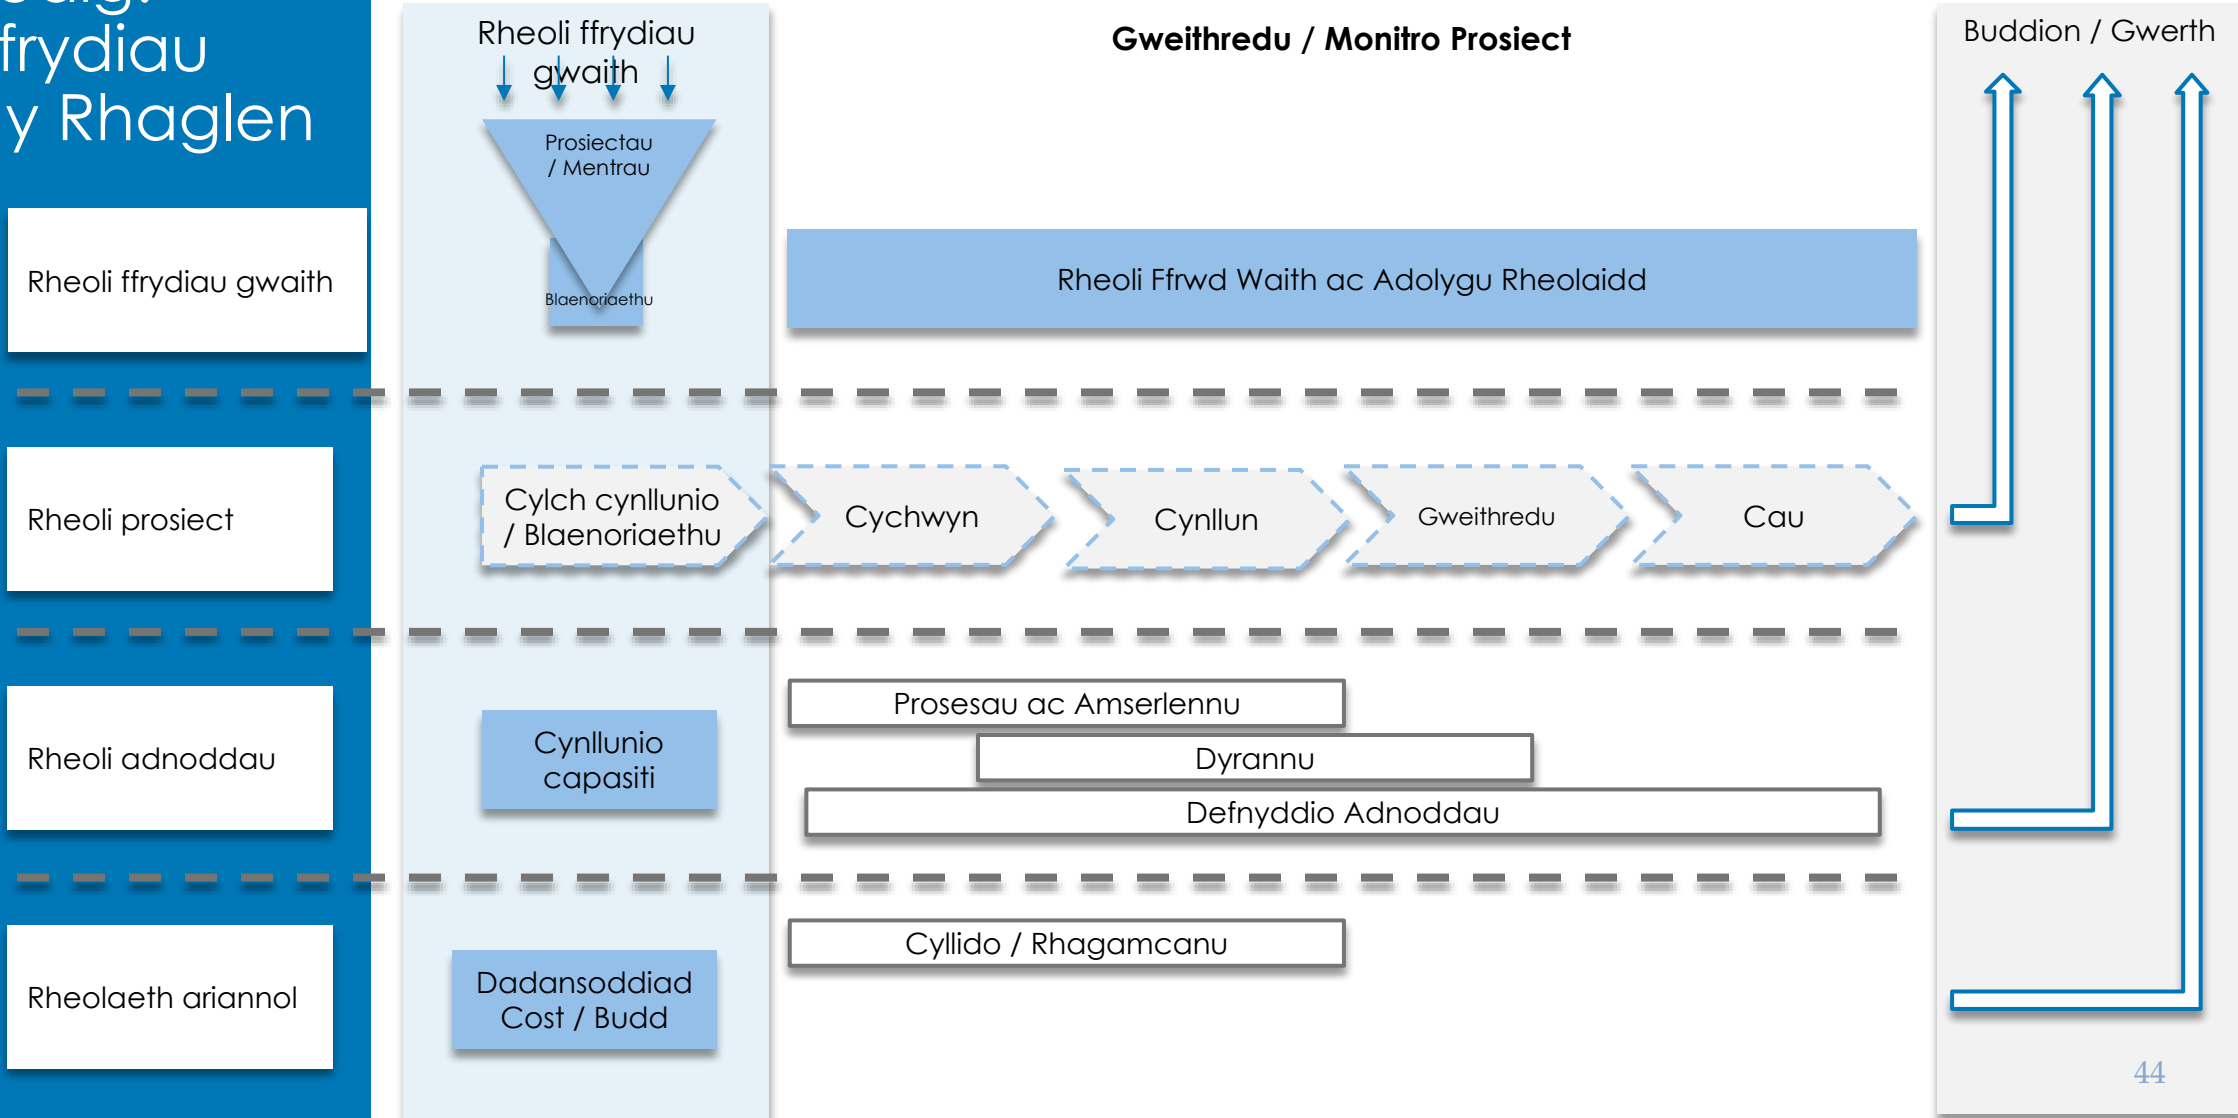 ffrydiau
y Rhaglen
Rheoli ffrydiau
gwaith
Gweithredu / Monitro Prosiect
Buddion / Gwerth
Prosiectau
/ Mentrau
Blaenoriaethu
Rheoli ffrydiau gwaith
Rheoli Ffrwd Waith ac Adolygu Rheolaidd
Rheoli prosiect
Cylch cynllunio
/ Blaenoriaethu
Cychwyn
Cynllun
Gweithredu
Cau
Rheoli adnoddau
Cynllunio
capasiti
Prosesau ac Amserlennu
Dyrannu
Defnyddio Adnoddau
Rheolaeth ariannol
Dadansoddiad
Cost / Budd
Cyllido / Rhagamcanu
44